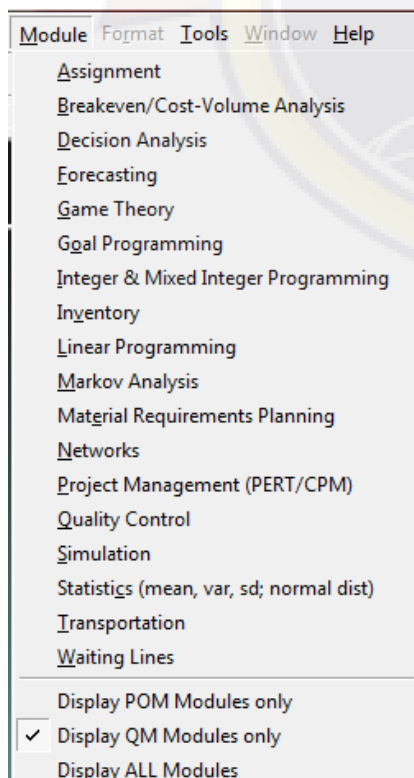 Module Format Tools Window Help
Assignment
Breakeven/Cost-Volume Analysis
Decision Analysis
Forecasting
Game Theory
Goal Programming
Integer & Mixed Integer Programming
Inventory
Linear Programming
Markov Analysis
Material Requirements Planning
Networks
Project Management (PERT/CPM)
Quality Control
Simulation
Statistics (mean, var, sd; normal dist)
Transportation
Waiting Lines
Display POM Modules only
Display QM Modules only
Display ALL Modules